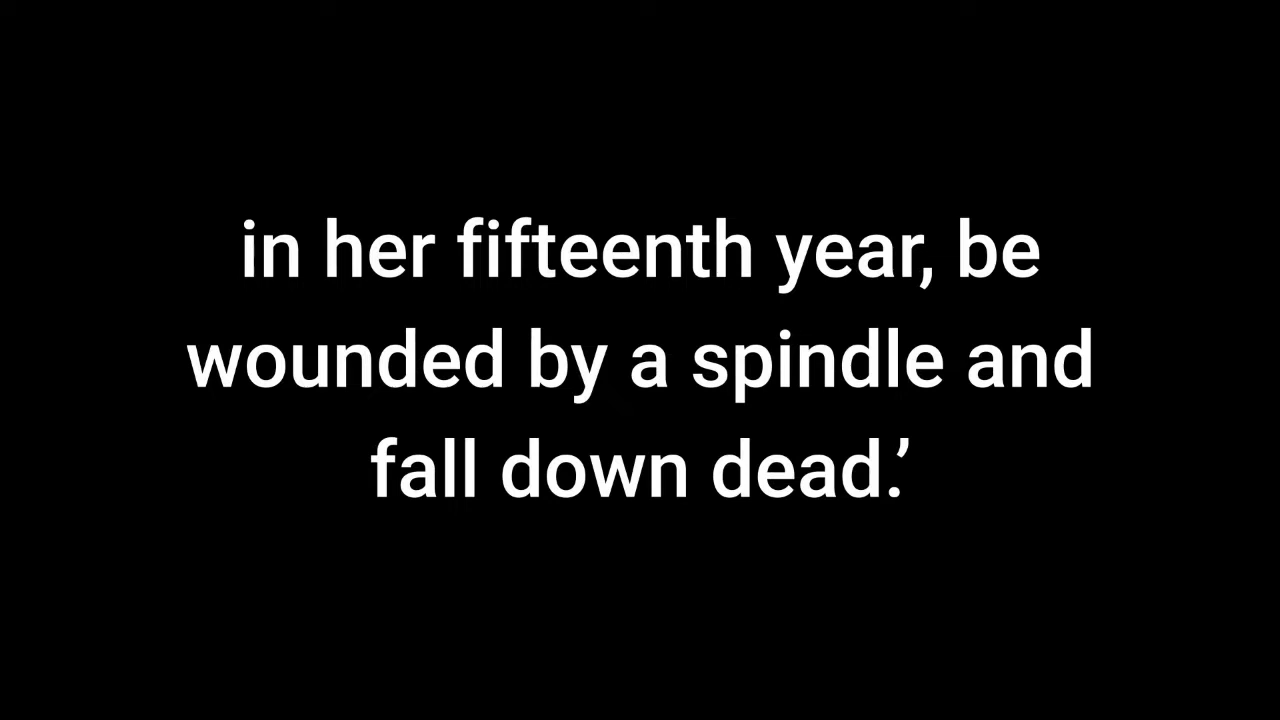 in her fifteenth year, be
wounded by a spindle and
fall down dead.’